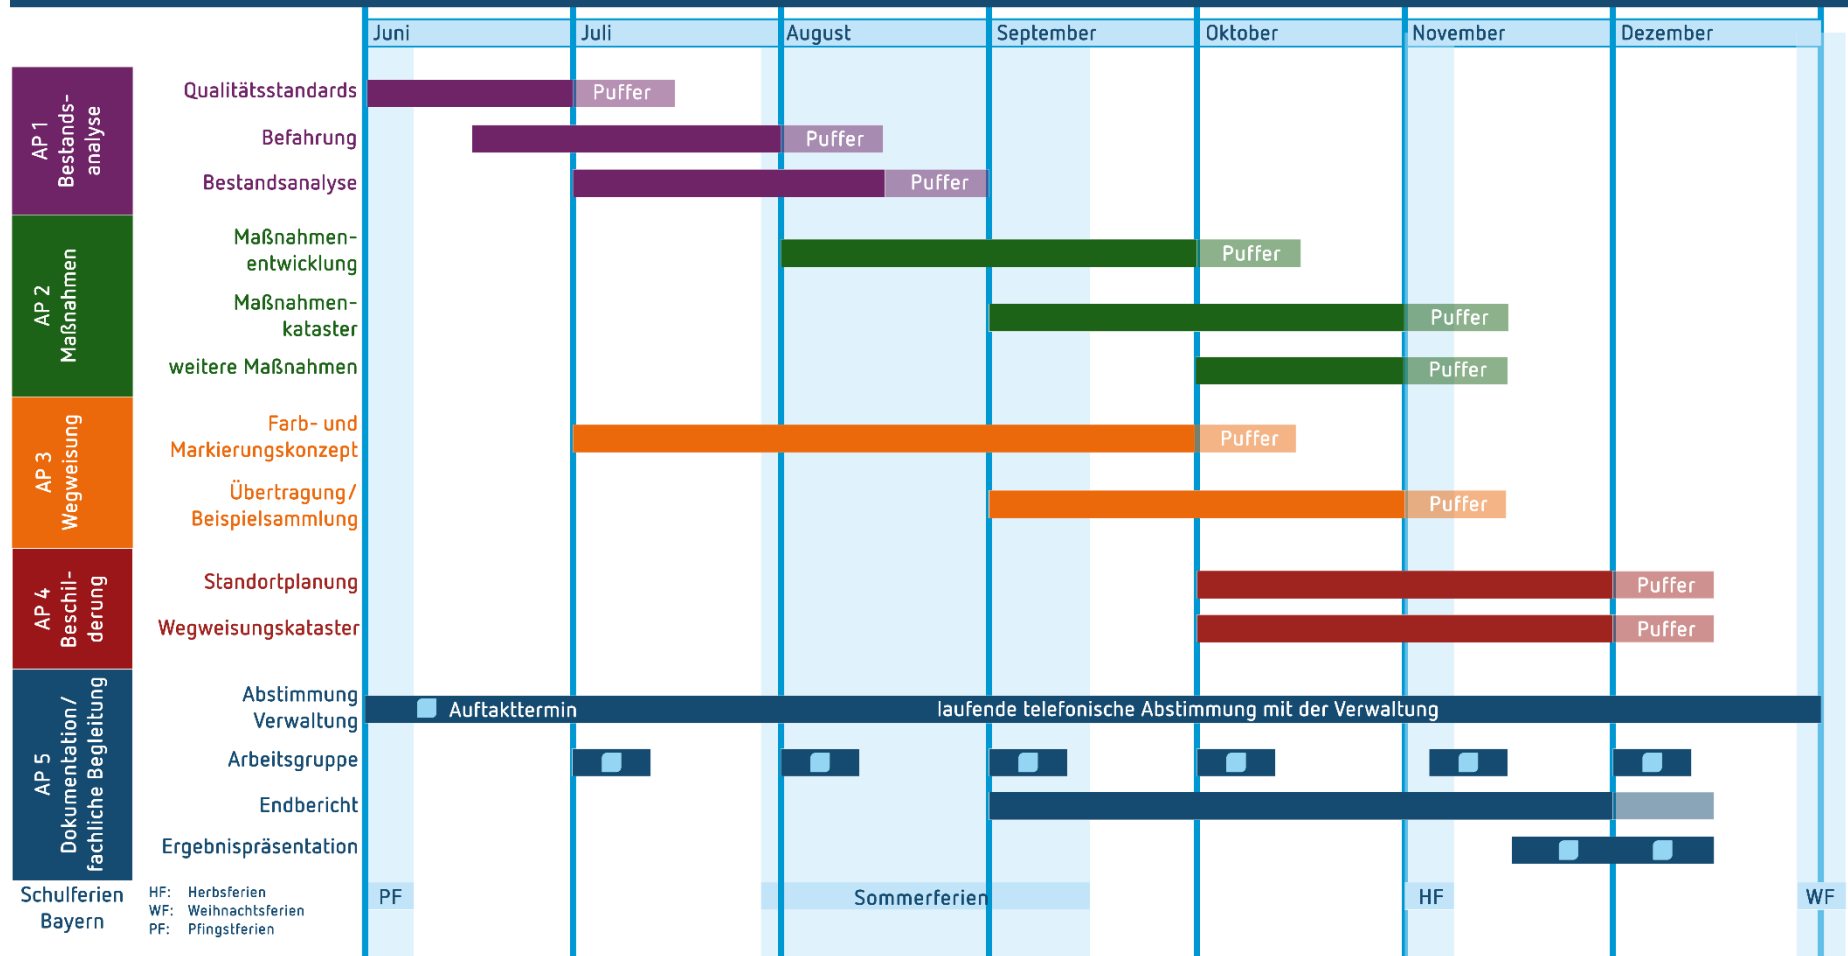 Juni
Juli
August
September
Oktober
November
Dezember
AP 1
Bestands-
analyse
Qualitätsstandards
Puffer
Befahrung
Puffer
Bestandsanalyse
Puffer
AP 2
Maßnahmen
Maßnahmen-
entwicklung
Puffer
Maßnahmen-
kataster
Puffer
weitere Maßnahmen
Puffer
AP 3
Wegweisung
Farb- und
Markierungskonzept
Puffer
Übertragung/
Beispielsammlung
Puffer
AP 4
Beschil-
derung
Standortplanung
Puffer
Wegweisungskataster
Puffer
AP 5
Dokumentation/
fachliche Begleitung
Abstimmung
Verwaltung
Auftakttermin
laufende telefonische Abstimmung mit der Verwaltung
Arbeitsgruppe
Endbericht
Ergebnispräsentation
Schulferien
Bayern
HF: Herbsferien
WF: Weihnachtsferien
PF: Pfingstferien
PF
Sommerferien
HF
WF